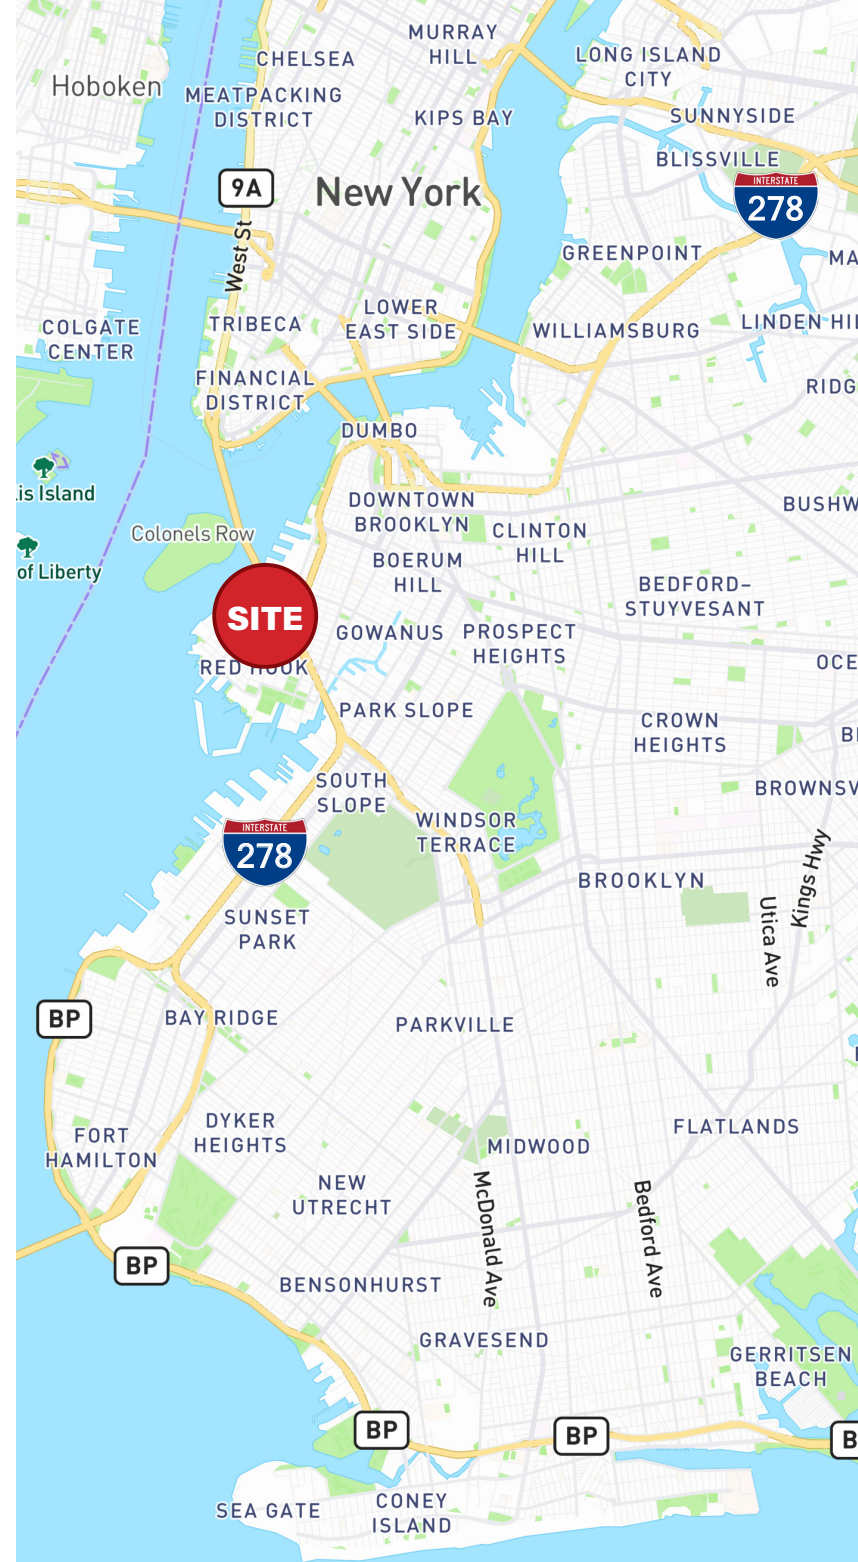 MURRAY
HILL
CHELSEA
LONG ISLAND
CITY
Hoboken
MEATPACKING
DISTRICT
KIPS BAY
SUNNYSIDE
BLISSVILLE
9A
New York
INTERSTATE
278
West St
GREENPOINT
MA
LOWER
EAST SIDE
COLGATE
CENTER
TRIBECA
WILLIAMSBURG
LINDEN HIL
FINANCIAL
DISTRICT
RIDG
DUMBO
lis Island
DOWNTOWN
BROOKLYN
BUSHW
Colonels Row
CLINTON
HILL
of Liberty
BOERUM
HILL
BEDFORD-
STUYVESANT
SITE
GOWANUS
PROSPECT
HEIGHTS
RED HOOK
OCE
PARK SLOPE
CROWN
HEIGHTS
B
SOUTH
SLOPE
BROWNSV
WINDSOR
TERRACE
INTERSTATE
278
Kings Hwy
BROOKLYN
Utica Ave
SUNSET
PARK
BP
BAY RIDGE
PARKVILLE
FORT
HAMILTON
DYKER
HEIGHTS
FLATLANDS
MIDWOOD
NEW
UTRECHT
McDonald Ave
Bedford Ave
BP
BENSONHURST
GRAVESEND
GERRITSEN
BEACH
BP
BP
B
SEA GATE
CONEY
ISLAND